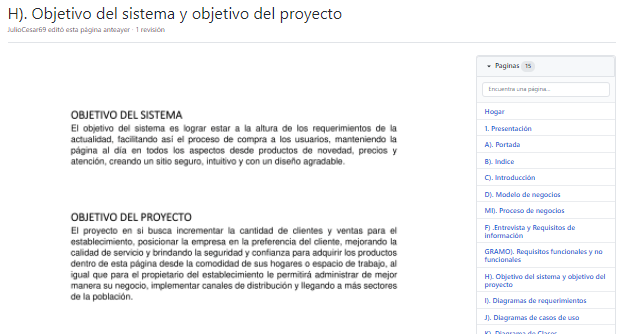 H). Objetivo del sistema y objetivo del proyecto
JulioCesar69 editó esta página anteayer · 1 revisión
OBJETIVO DEL SISTEMA
El objetivo del sistema es lograr estar a la altura de los requerimientos de la
actualidad, facilitando así el proceso de compra a los usuarios, manteniendo la
página al día en todos los aspectos desde productos de novedad, precios y
atención, creando un sitio seguro, intuitivo y con un diseño agradable.
OBJETIVO DEL PROYECTO
El proyecto en si busca incrementar la cantidad de clientes y ventas para el
establecimiento, posicionar la empresa en la preferencia del cliente, mejorando la
calidad de servicio y brindando la seguridad y confianza para adquirir los productos
dentro de esta página desde la comodidad de sus hogares o espacio de trabajo, al
igual que para el propietario del establecimiento le permitirá administrar de mejor
manera su negocio, implementar canales de distribución y llegando a más sectores
de la población.
Paginas 15
Encuentra una página...
Hogar
1. Presentación
A). Portada
B). Indice
C). Introducción
D). Modelo de negocios
MI). Proceso de negocios
F) .Entrevista y Requisitos de
información
GRAMO). Requisitos funcionales y no
funcionales
H). Objetivo del sistema y objetivo del
proyecto
I). Diagramas de requerimientos
J). Diagramas de casos de uso
K). Diagrama de Clases